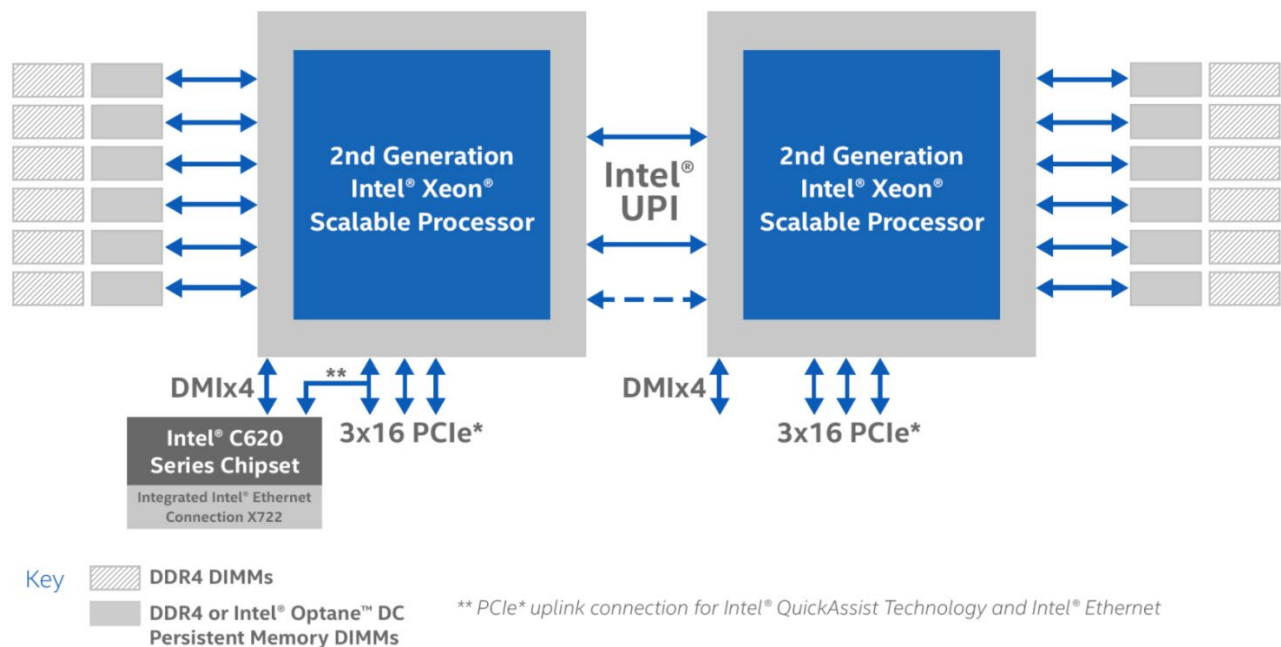 2nd Generation
Intel® Xeon®
Scalable Processor
Intel®
UPI
2nd Generation
Intel® Xeon®
Scalable Processor
DMIx4
**
3x16 PCIe*
DMIx4
3x16 PCIe*
Intel® C620
Series Chipset
Integrated Intel® Ethernet
Connection X722
Key
DDR4 DIMMs
DDR4 or Intel® Optane™ DC
Persistent Memory DIMMs
** PCIe* uplink connection for Intel® QuickAssist Technology and Intel® Ethernet